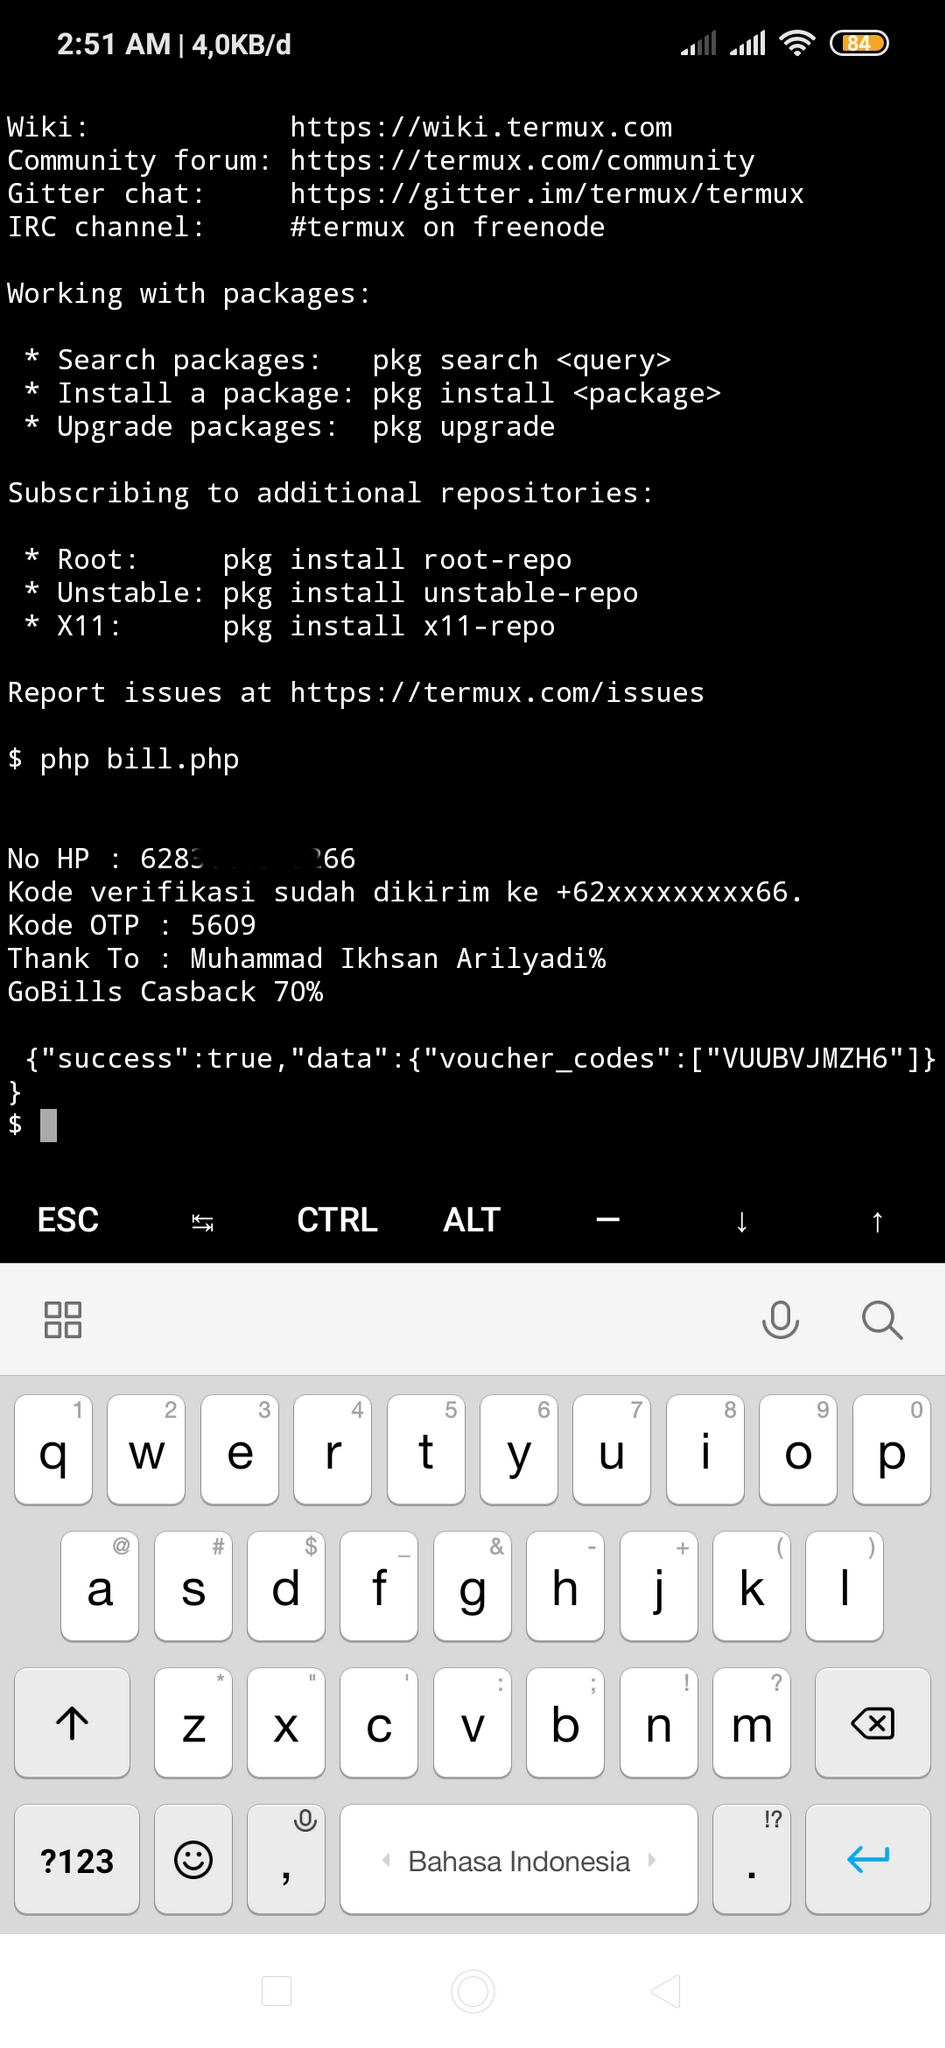 2:51 AM | 4,0KB/d
84
Wiki: https://wiki.termux.com
Community forum: https://termux.com/community
Gitter chat: https://gitter.im/termux/termux
IRC channel: #termux on freenode
Working with packages:
* Search packages: pkg search <query>
* Install a package: pkg install <package>
* Upgrade packages: pkg upgrade
Subscribing to additional repositories:
* Root: pkg install root-repo
* Unstable: pkg install unstable-repo
* X11: pkg install x11-repo
Report issues at https://termux.com/issues
$ php bill.php
No HP : 6283 266
Kode verifikasi sudah dikirim ke +62xxxxxxxxx66.
Kode OTP : 5609
Thank To : Muhammad Ikhsan Arilyadi%
GoBills Casback 70%
{"success":true,"data":{"voucher_codes":["VUUBVJMZH6"]}
}
$
ESC ↹ CTRL ALT — ↓ ↑
1 2 3 4 5 6 7 8 9 0
q w e r t y u i o p
@ # $ _ & - + ( )
a s d f g h j k l
* " ' : ; ! ?
z x c v b n m
!?
?123 , Bahasa Indonesia .